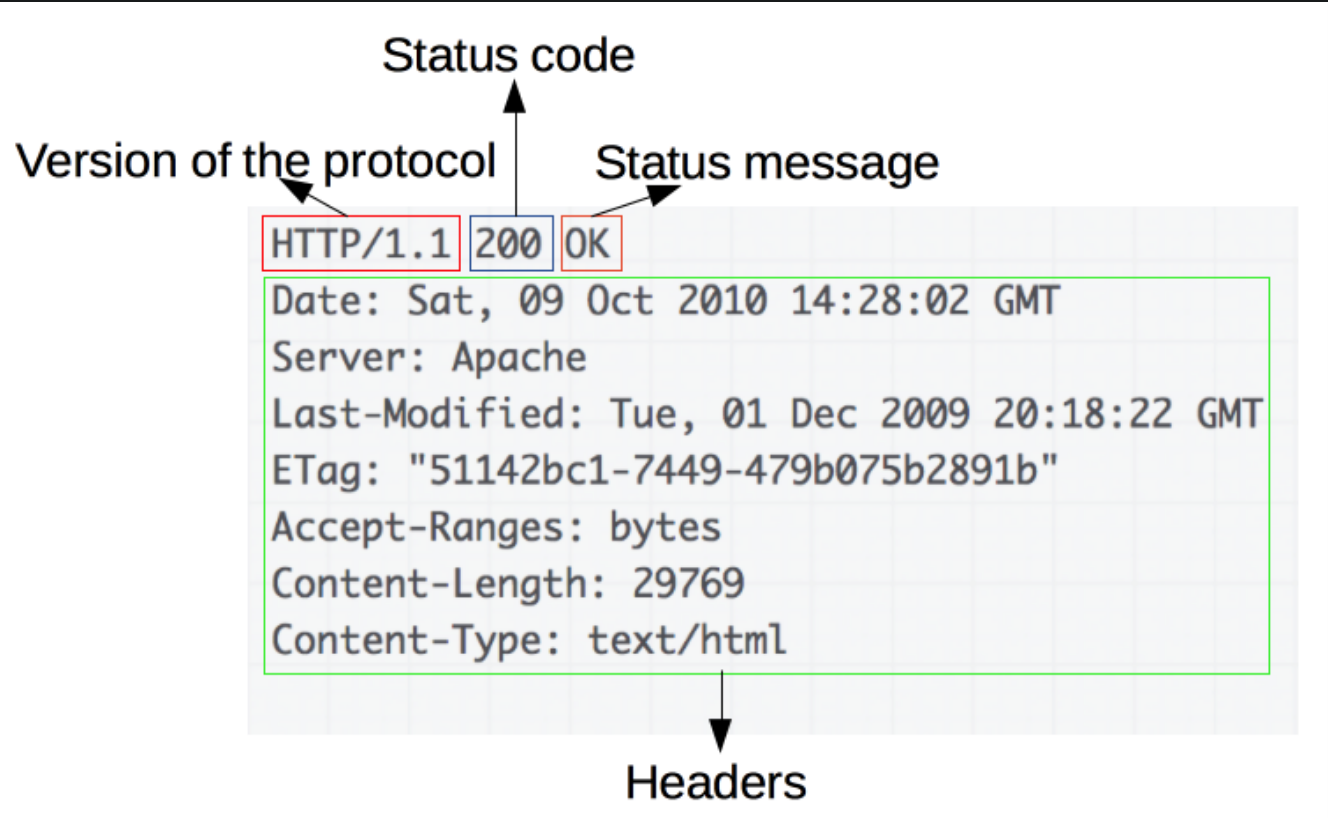 Status code
Version of the protocol
Status message
HTTP/1.1 200 OK
Date: Sat, 09 Oct 2010 14:28:02 GMT
Server: Apache
Last-Modified: Tue, 01 Dec 2009 20:18:22 GMT
ETag: "51142bc1-7449-479b075b2891b"
Accept-Ranges: bytes
Content-Length: 29769
Content-Type: text/html
Headers